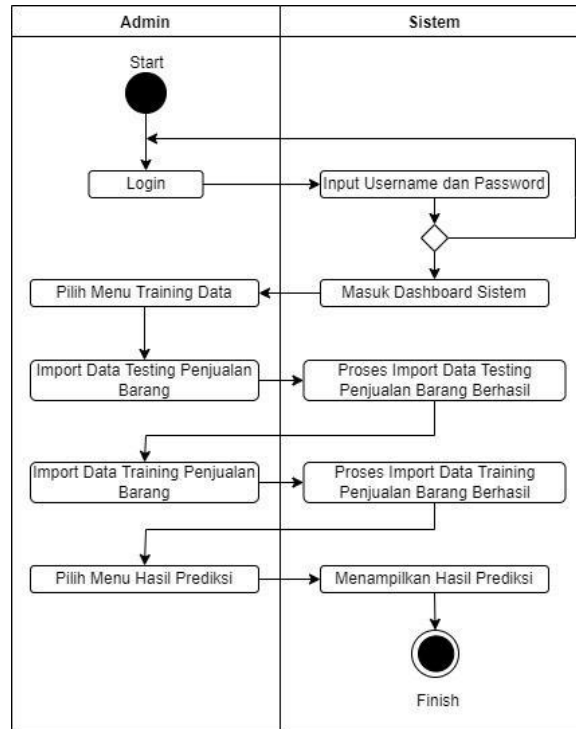 Admin
Sistem
Start
Login
Input Username dan Password
Pilih Menu Training Data
Masuk Dashboard Sistem
Import Data Testing Penjualan
Barang
Proses Import Data Testing
Penjualan Barang Berhasil
Import Data Training Penjualan
Barang
Proses Import Data Training
Penjualan Barang Berhasil
Pilih Menu Hasil Prediksi
Menampilkan Hasil Prediksi
Finish